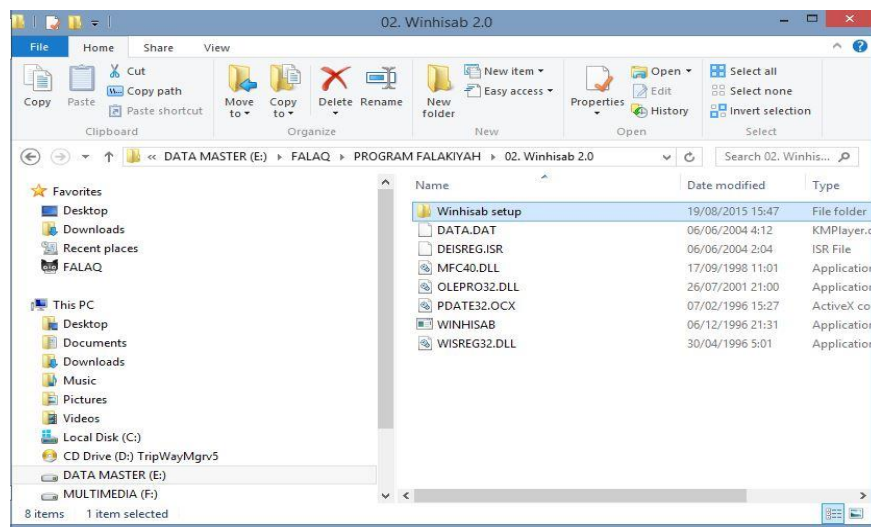 02. Winhisab 2.0
File Home Share View
Copy
Paste
Cut
Copy path
Paste shortcut
Clipboard
Move to
Copy to
Delete
Rename
Organize
New folder
New item
Easy access
New
Properties
Open
Edit
History
Open
Select all
Select none
Invert selection
Select
« DATA MASTER (E:) FALAQ PROGRAM FALAKIYAH 02. Winhisab 2.0
Search 02. Winhis...
Favorites
Desktop
Downloads
Recent places
FALAQ
This PC
Desktop
Documents
Downloads
Music
Pictures
Videos
Local Disk (C:)
CD Drive (D:) TripWayMgrv5
DATA MASTER (E:)
MULTIMEDIA (F:)
Name Date modified Type
Winhisab setup 19/08/2015 15:47 File folder
DATA.DAT 06/06/2004 4:12 KMPlayer.c
DEISREG.ISR 06/06/2004 2:04 ISR File
MFC40.DLL 17/09/1998 11:01 Application
OLEPRO32.DLL 26/07/2001 21:00 Application
PDATE32.OCX 07/02/1996 15:27 ActiveX co
WINHISAB 06/12/1996 21:31 Application
WISREG32.DLL 30/04/1996 5:01 Application
8 items 1 item selected